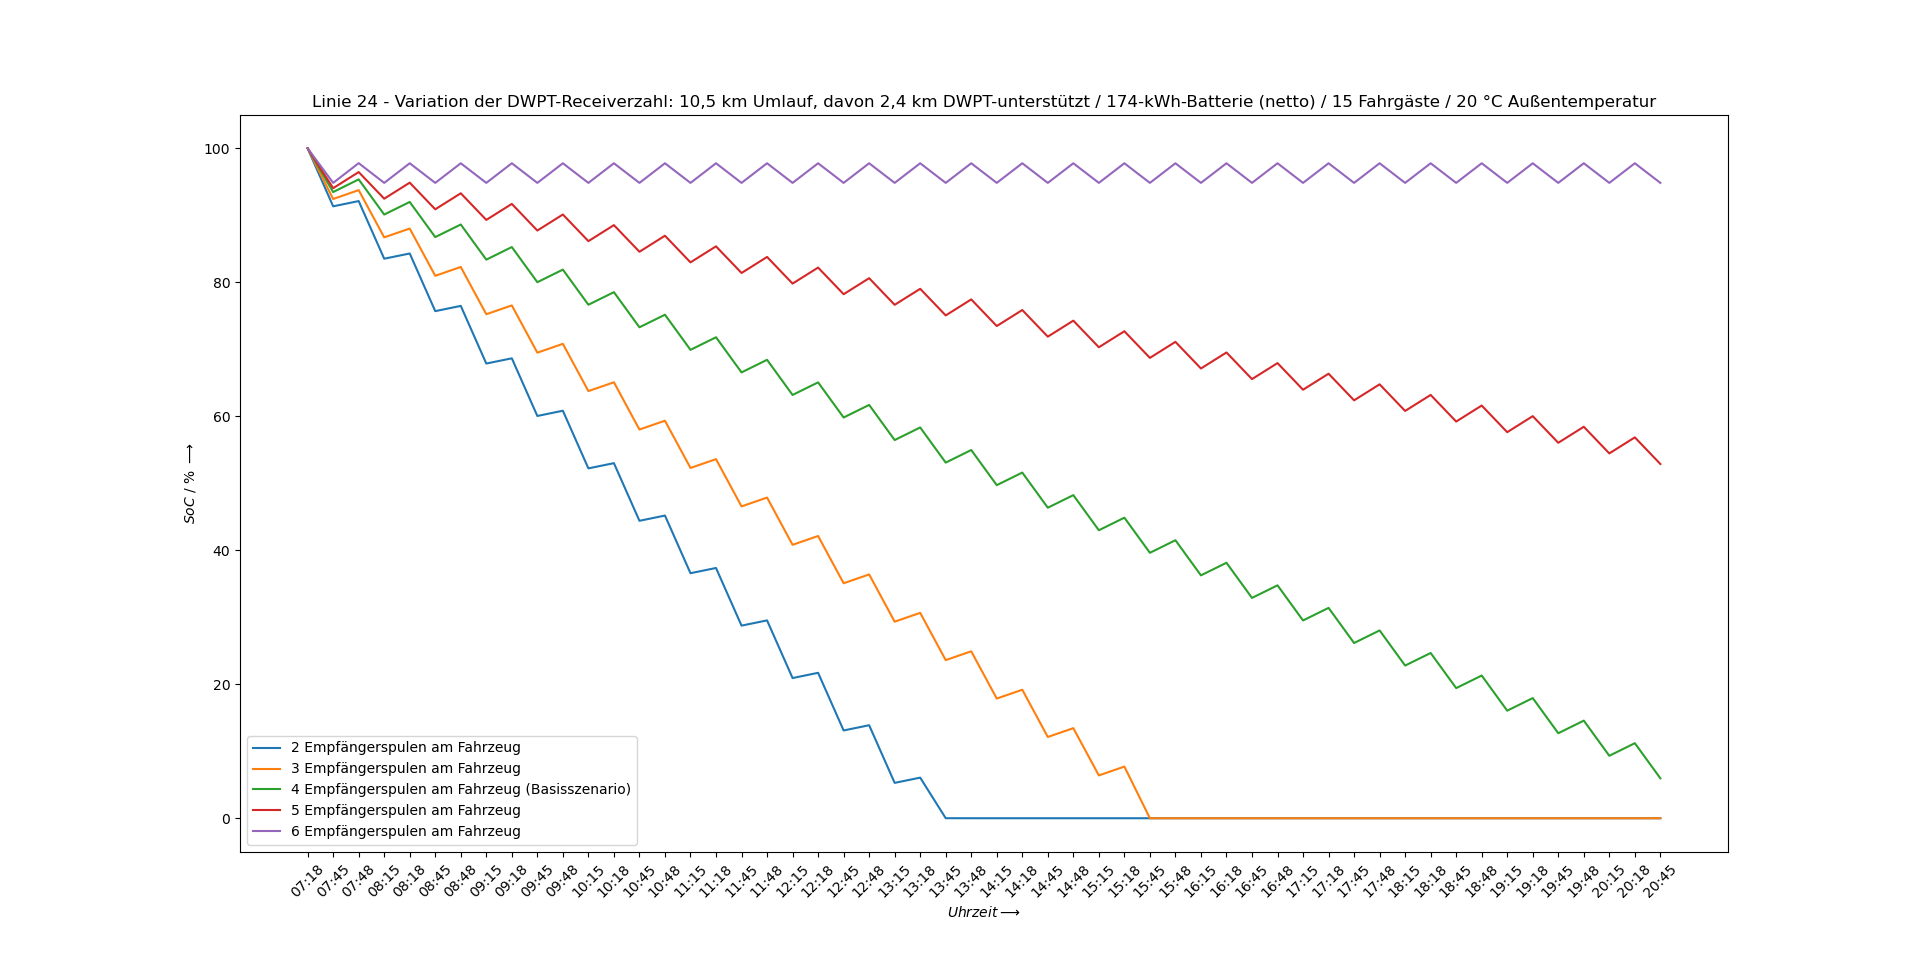 Linie 24 - Variation der DWPT-Receiverzahl: 10,5 km Umlauf, davon 2,4 km DWPT-unterstützt / 174-kWh-Batterie (netto) / 15 Fahrgäste / 20 °C Außentemperatur
100
80
60
40
20
0
SoC / % ⟶
2 Empfängerspulen am Fahrzeug
3 Empfängerspulen am Fahrzeug
4 Empfängerspulen am Fahrzeug (Basisszenario)
5 Empfängerspulen am Fahrzeug
6 Empfängerspulen am Fahrzeug
07:18 07:45 07:48 08:15 08:18 08:45 08:48 09:15 09:18 09:45 09:48 10:15 10:18 10:45 10:48 11:15 11:18 11:45 11:48 12:15 12:18 12:45 12:48 13:15 13:18 13:45 13:48 14:15 14:18 14:45 14:48 15:15 15:18 15:45 15:48 16:15 16:18 16:45 16:48 17:15 17:18 17:45 17:48 18:15 18:18 18:45 18:48 19:15 19:18 19:45 19:48 20:15 20:18 20:45
Uhrzeit ⟶